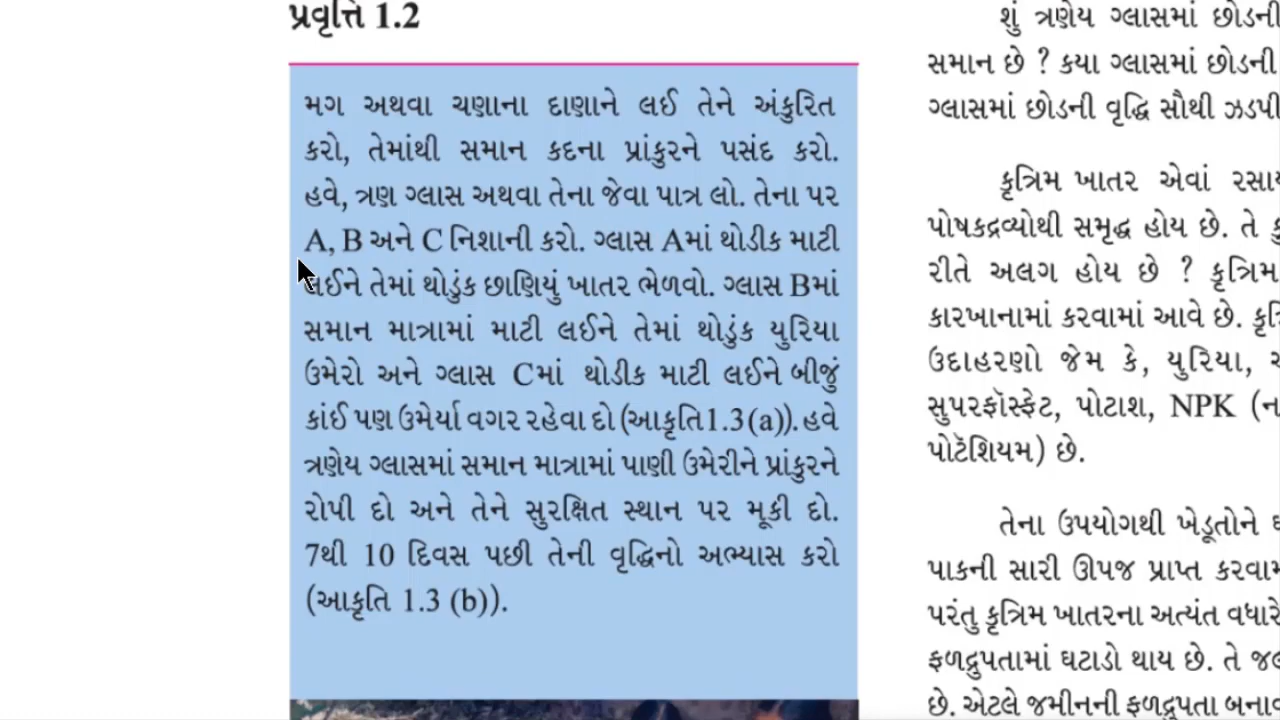 પ્રવૃત્તિ 1.2
મગ અથવા ચણાના દાણાને લઈ તેને અંકુરિત
કરો, તેમાંથી સમાન કદના પ્રાંકુરને પસંદ કરો.
હવે, ત્રણ ગ્લાસ અથવા તેના જેવા પાત્ર લો. તેના પર
A, B અને C નિશાની કરો. ગ્લાસ Aમાં થોડીક માટી
લઈને તેમાં થોડુંક છાણિયું ખાતર ભેળવો. ગ્લાસ Bમાં
સમાન માત્રામાં માટી લઈને તેમાં થોડુંક યુરિયા
ઉમેરો અને ગ્લાસ Cમાં થોડીક માટી લઈને બીજું
કાંઈ પણ ઉમેર્યા વગર રહેવા દો (આકૃતિ1.3(a)). હવે
ત્રણેય ગ્લાસમાં સમાન માત્રામાં પાણી ઉમેરીને પ્રાંકુરને
રોપી દો અને તેને સુરક્ષિત સ્થાન પર મૂકી દો.
7થી 10 દિવસ પછી તેની વૃદ્ધિનો અભ્યાસ કરો
(આકૃતિ 1.3 (b)).
શું ત્રણેય ગ્લાસમાં છોડની
સમાન છે ? કયા ગ્લાસમાં છોડની
ગ્લાસમાં છોડની વૃદ્ધિ સૌથી ઝડપી
કૃત્રિમ ખાતર એવાં
પોષકદ્રવ્યોથી સમૃદ્ધ હોય છે. તે
રીતે અલગ હોય છે ? કૃત્રિમ
કારખાનામાં કરવામાં આવે છે.
ઉદાહરણો જેમ કે, યુરિયા,
સુપરફૉસ્ફેટ, પોટાશ, NPK
પોટૅશિયમ) છે.
તેના ઉપયોગથી ખેડૂતોને
પાકની સારી ઊપજ પ્રાપ્ત
પરંતુ કૃત્રિમ ખાતરના અત્યંત
ફળદ્રુપતામાં ઘટાડો થાય છે. તે
છે. એટલે જમીનની ફળદ્રુપતા